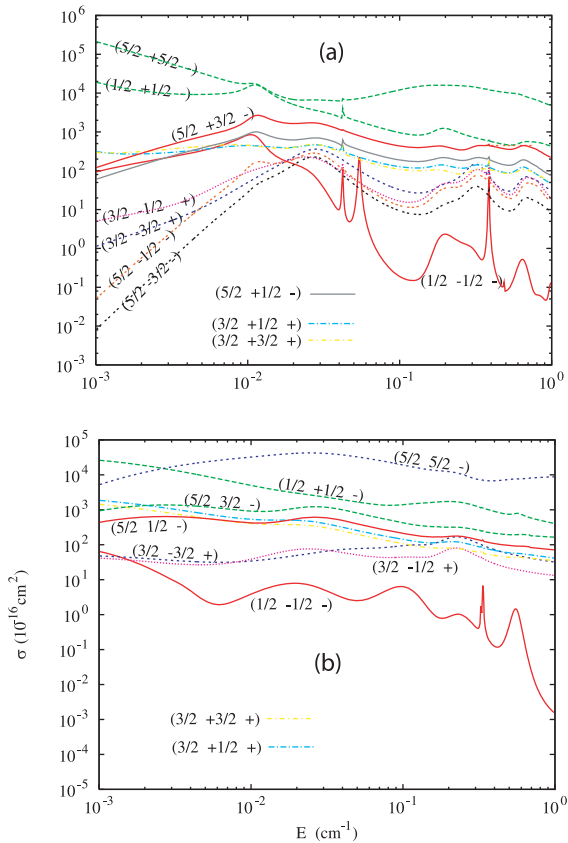 10^6
(a)
(5/2 +5/2 -)
10^5
(1/2 +1/2 -)
10^4
(5/2 +3/2 -)
10^3
10^2
(3/2 -1/2 +)
10^1
(3/2 -3/2 +)
10^0
(5/2 -1/2 -)
(5/2 -3/2 -)
10^-1
(5/2 +1/2 -)
(1/2 -1/2 -)
10^-2
(3/2 +1/2 +)
(3/2 +3/2 +)
10^-3
10^-3 10^-2 10^-1 10^0
10^5
(5/2 5/2 -)
10^4
(1/2 +1/2 -)
(5/2 3/2 -)
10^3
(5/2 1/2 -)
10^2
(3/2 -3/2 +)
(3/2 -1/2 +)
10^1
(1/2 -1/2 -)
10^0
σ (10^-16 cm^2)
10^-1
(b)
10^-2
(3/2 +3/2 +)
10^-3
(3/2 +1/2 +)
10^-4
10^-5
10^-3 10^-2 10^-1 10^0
E (cm^-1)